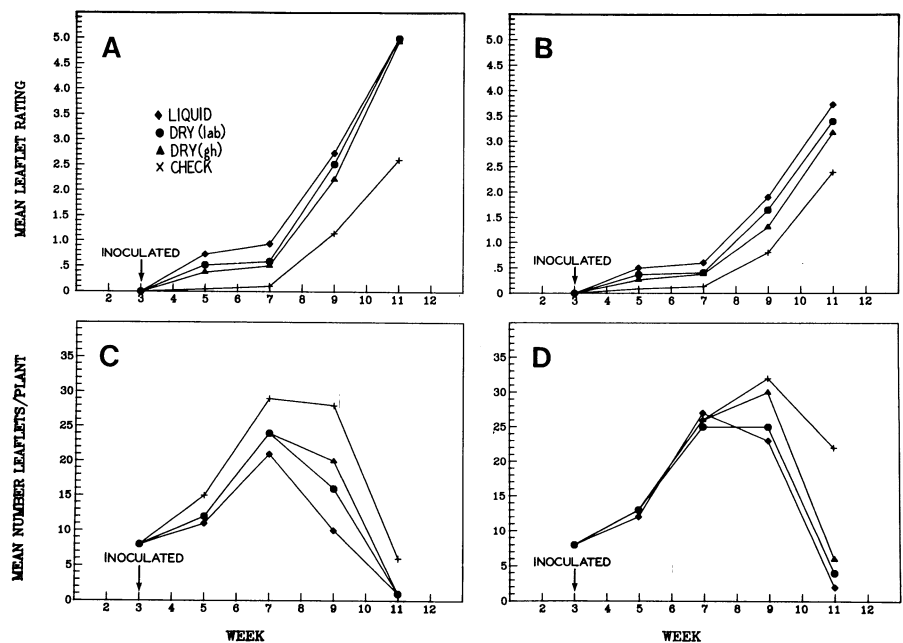 A
5.0
4.5
4.0
3.5
3.0
2.5
2.0
1.5
1.0
.5
0
MEAN LEAFLET RATING
LIQUID
DRY (lab)
DRY (gh)
CHECK
INOCULATED
2 3 4 5 6 7 8 9 10 11 12
B
5.0
4.5
4.0
3.5
3.0
2.5
2.0
1.5
1.0
.5
0
INOCULATED
2 3 4 5 6 7 8 9 10 11 12
C
35
30
25
20
15
10
5
0
MEAN NUMBER LEAFLETS/PLANT
INOCULATED
2 3 4 5 6 7 8 9 10 11 12
WEEK
D
35
30
25
20
15
10
5
0
INOCULATED
2 3 4 5 6 7 8 9 10 11 12
WEEK